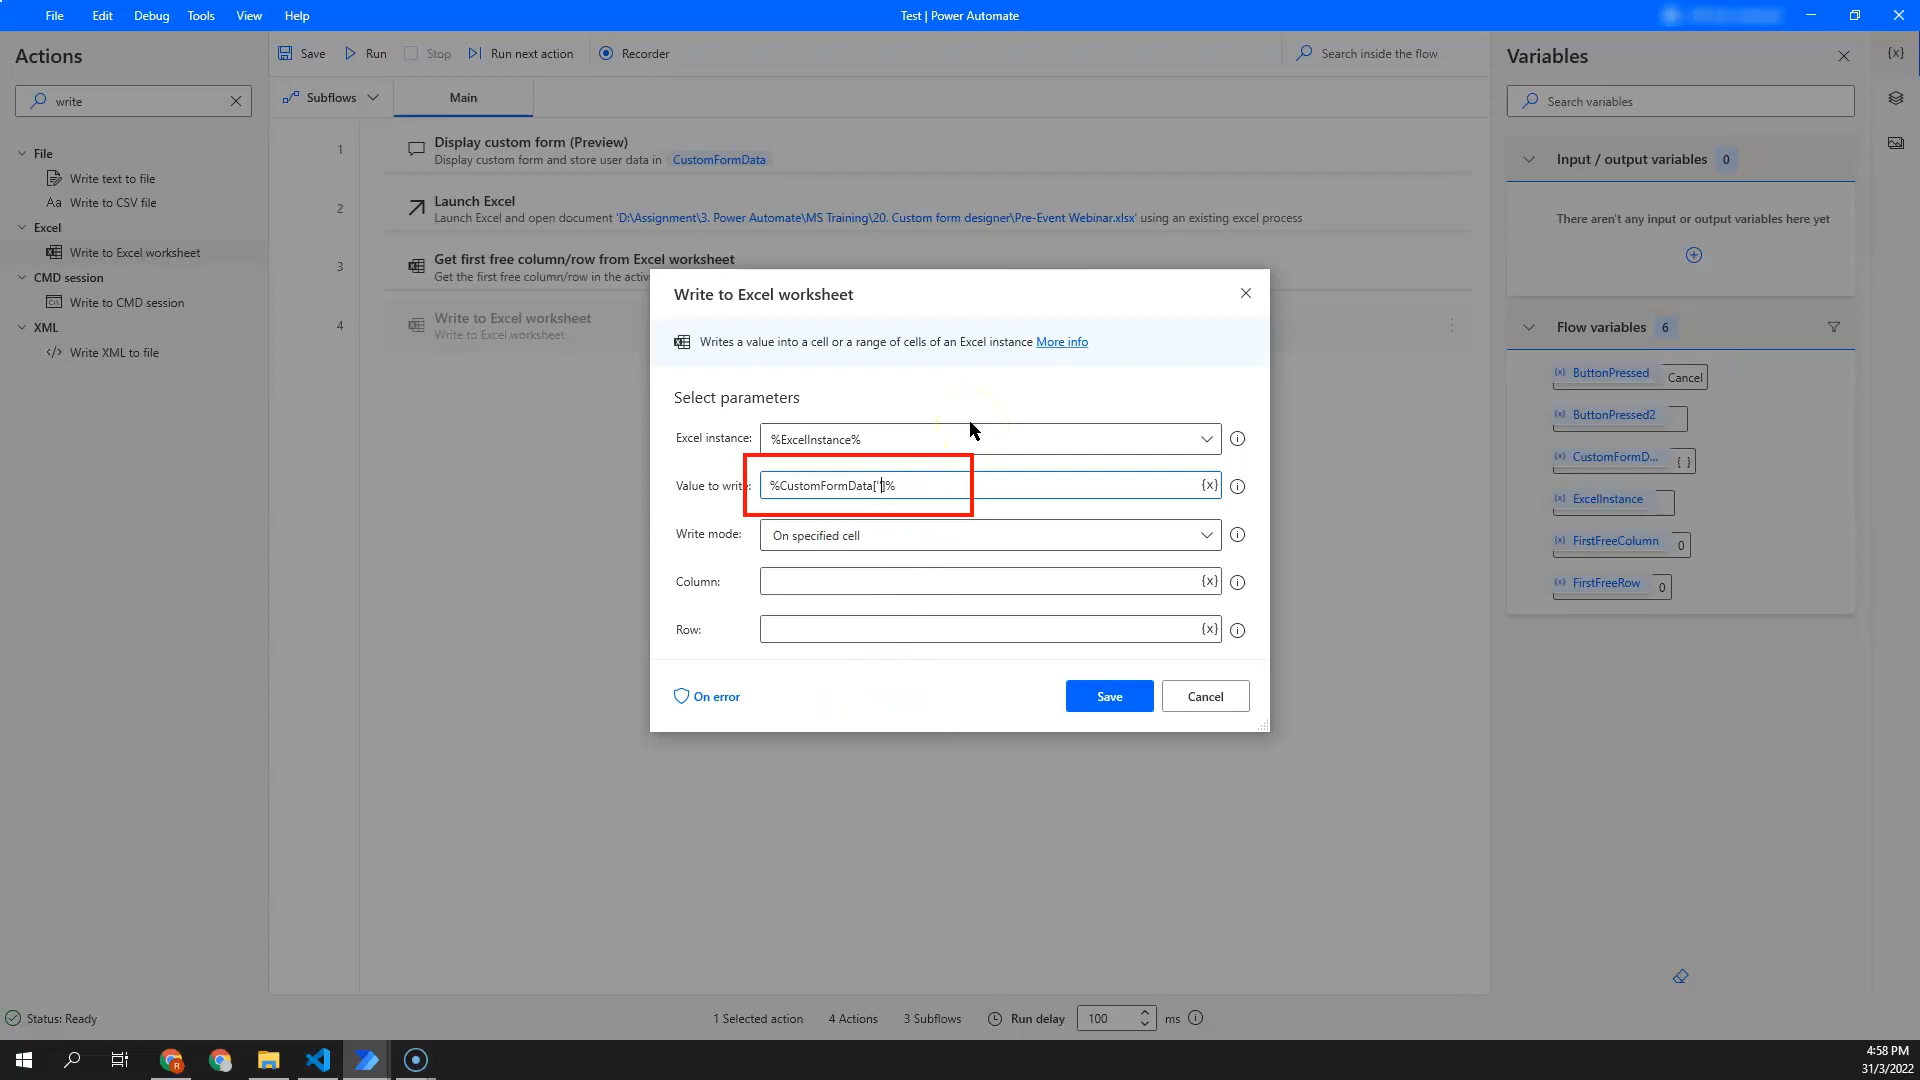 File Edit Debug Tools View Help
Test | Power Automate
Actions
write
File
Write text to file
Aa Write to CSV file
Excel
Write to Excel worksheet
CMD session
Write to CMD session
XML
Write XML to file
Save Run Stop Run next action Recorder
Search inside the flow
Subflows Main
1
Display custom form (Preview)
Display custom form and store user data in CustomFormData
2
Launch Excel
Launch Excel and open document 'D:\Assignment\3. Power Automate\MS Training\20. Custom form designer\Pre-Event Webinar.xlsx' using an existing excel process
3
Get first free column/row from Excel worksheet
Get the first free column/row in the activ
4
Write to Excel worksheet
Write to Excel worksheet
Write to Excel worksheet
Writes a value into a cell or a range of cells of an Excel instance More info
Select parameters
Excel instance: %ExcelInstance%
Value to write: %CustomFormData['']% {x}
Write mode: On specified cell
Column: {x}
Row: {x}
On error
Save Cancel
Variables
{x}
Search variables
Input / output variables 0
There aren't any input or output variables here yet
Flow variables 6
(x) ButtonPressed Cancel
(x) ButtonPressed2
(x) CustomFormD... { }
(x) ExcelInstance
(x) FirstFreeColumn 0
(x) FirstFreeRow 0
Status: Ready
1 Selected action 4 Actions 3 Subflows Run delay 100 ms
4:58 PM
31/3/2022